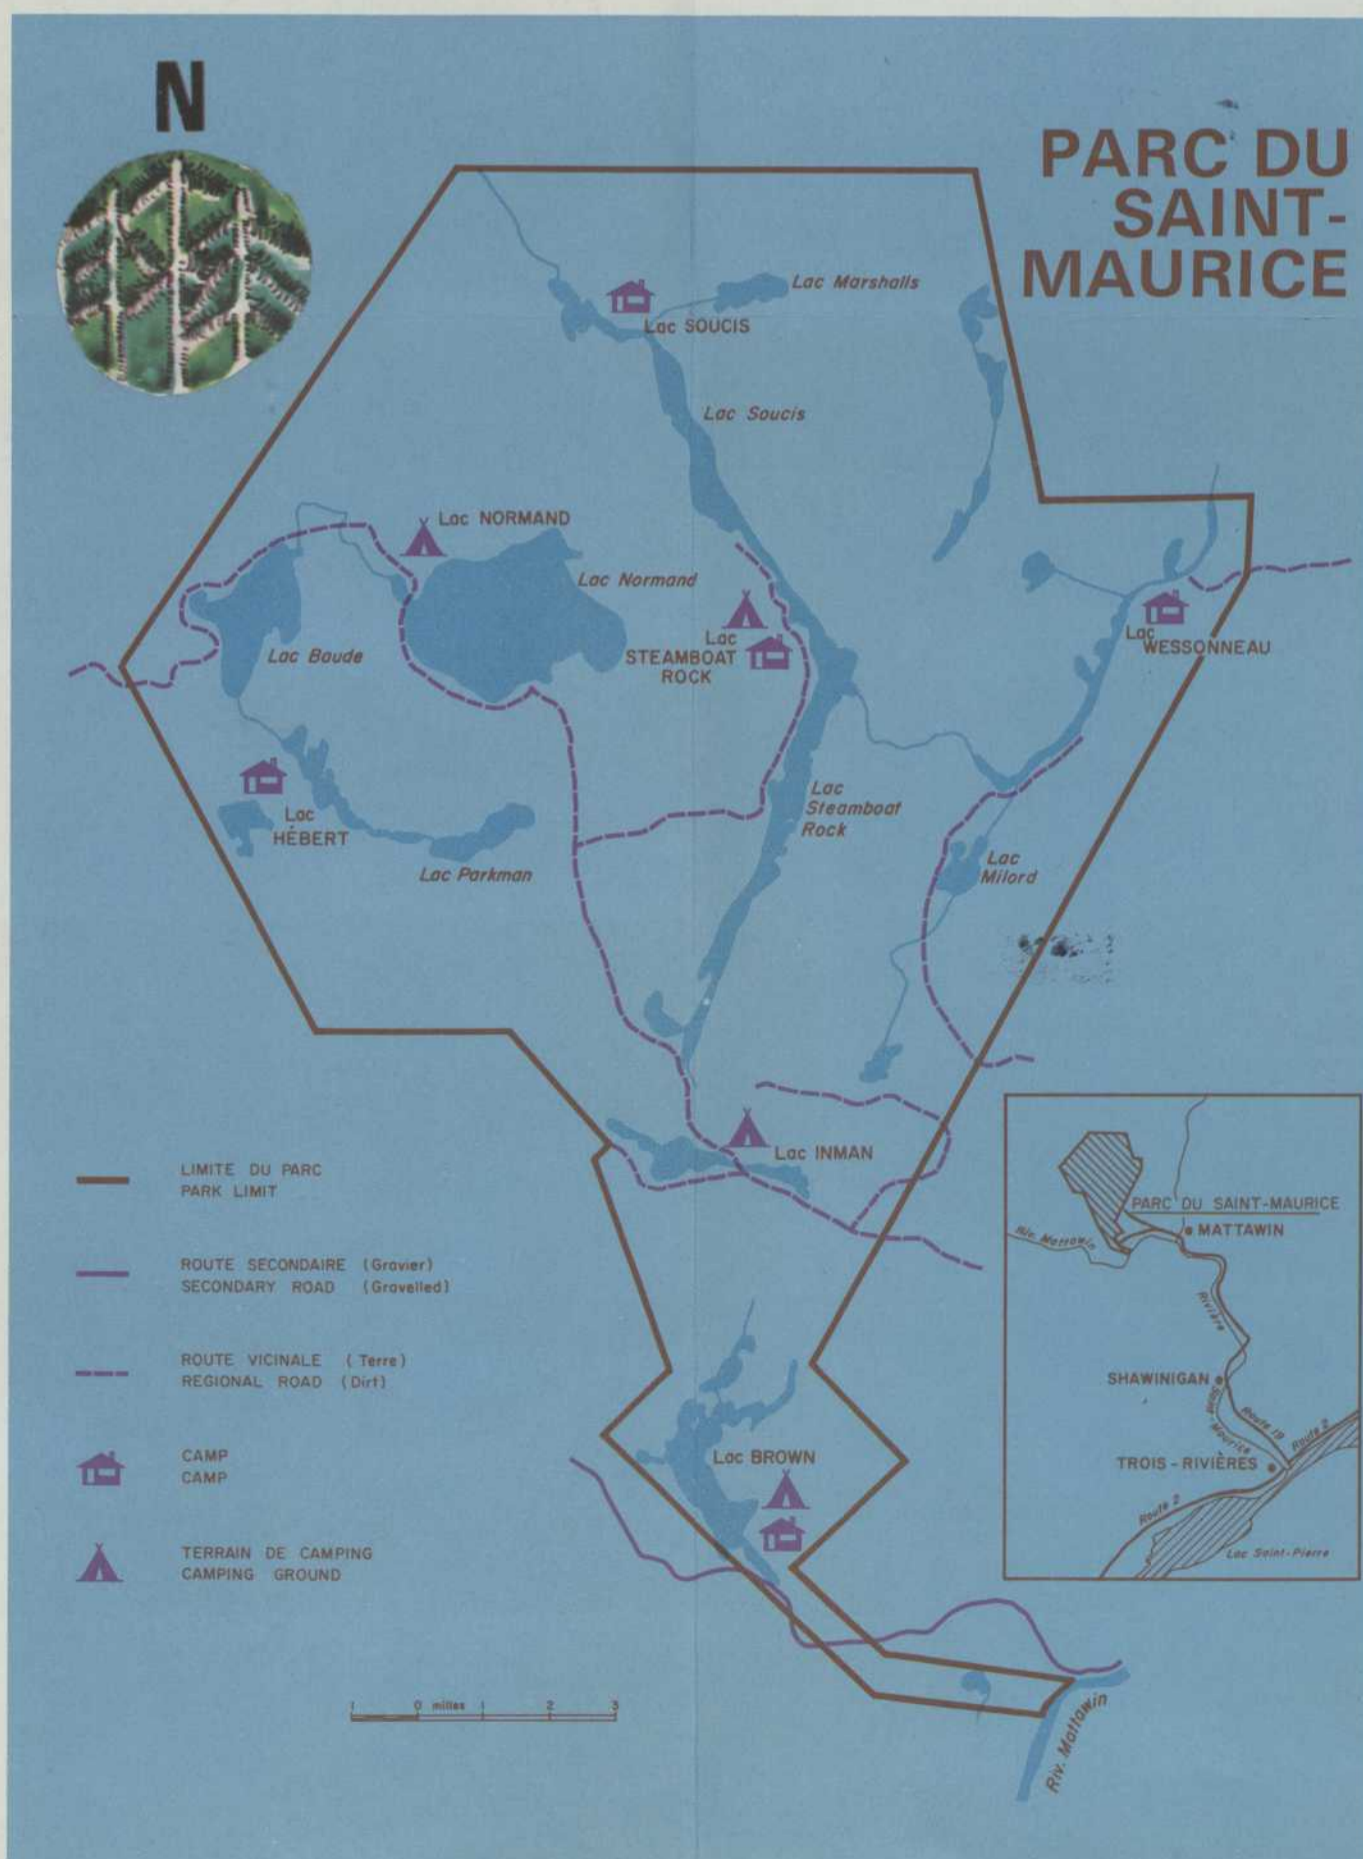 N
PARC DU
SAINT-
MAURICE
Lac Marshalls
Lac SOUCIS
Lac Soucis
Lac NORMAND
Lac Normand
Lac
STEAMBOAT
ROCK
Lac
WESSONNEAU
Lac Baude
Lac
HÉBERT
Lac Parkman
Lac
Steamboat
Rock
Lac
Milord
Lac INMAN
Lac BROWN
Riv. Mattawin
LIMITE DU PARC
PARK LIMIT
ROUTE SECONDAIRE (Gravier)
SECONDARY ROAD (Gravelled)
ROUTE VICINALE (Terre)
REGIONAL ROAD (Dirt)
CAMP
CAMP
TERRAIN DE CAMPING
CAMPING GROUND
1 0 milles 1 2 3
PARC DU SAINT-MAURICE
Riv. Mattawin
MATTAWIN
Rivière
SHAWINIGAN
Saint-Maurice
Route 19
Route 2
TROIS-RIVIÈRES
Route 2
Lac Saint-Pierre